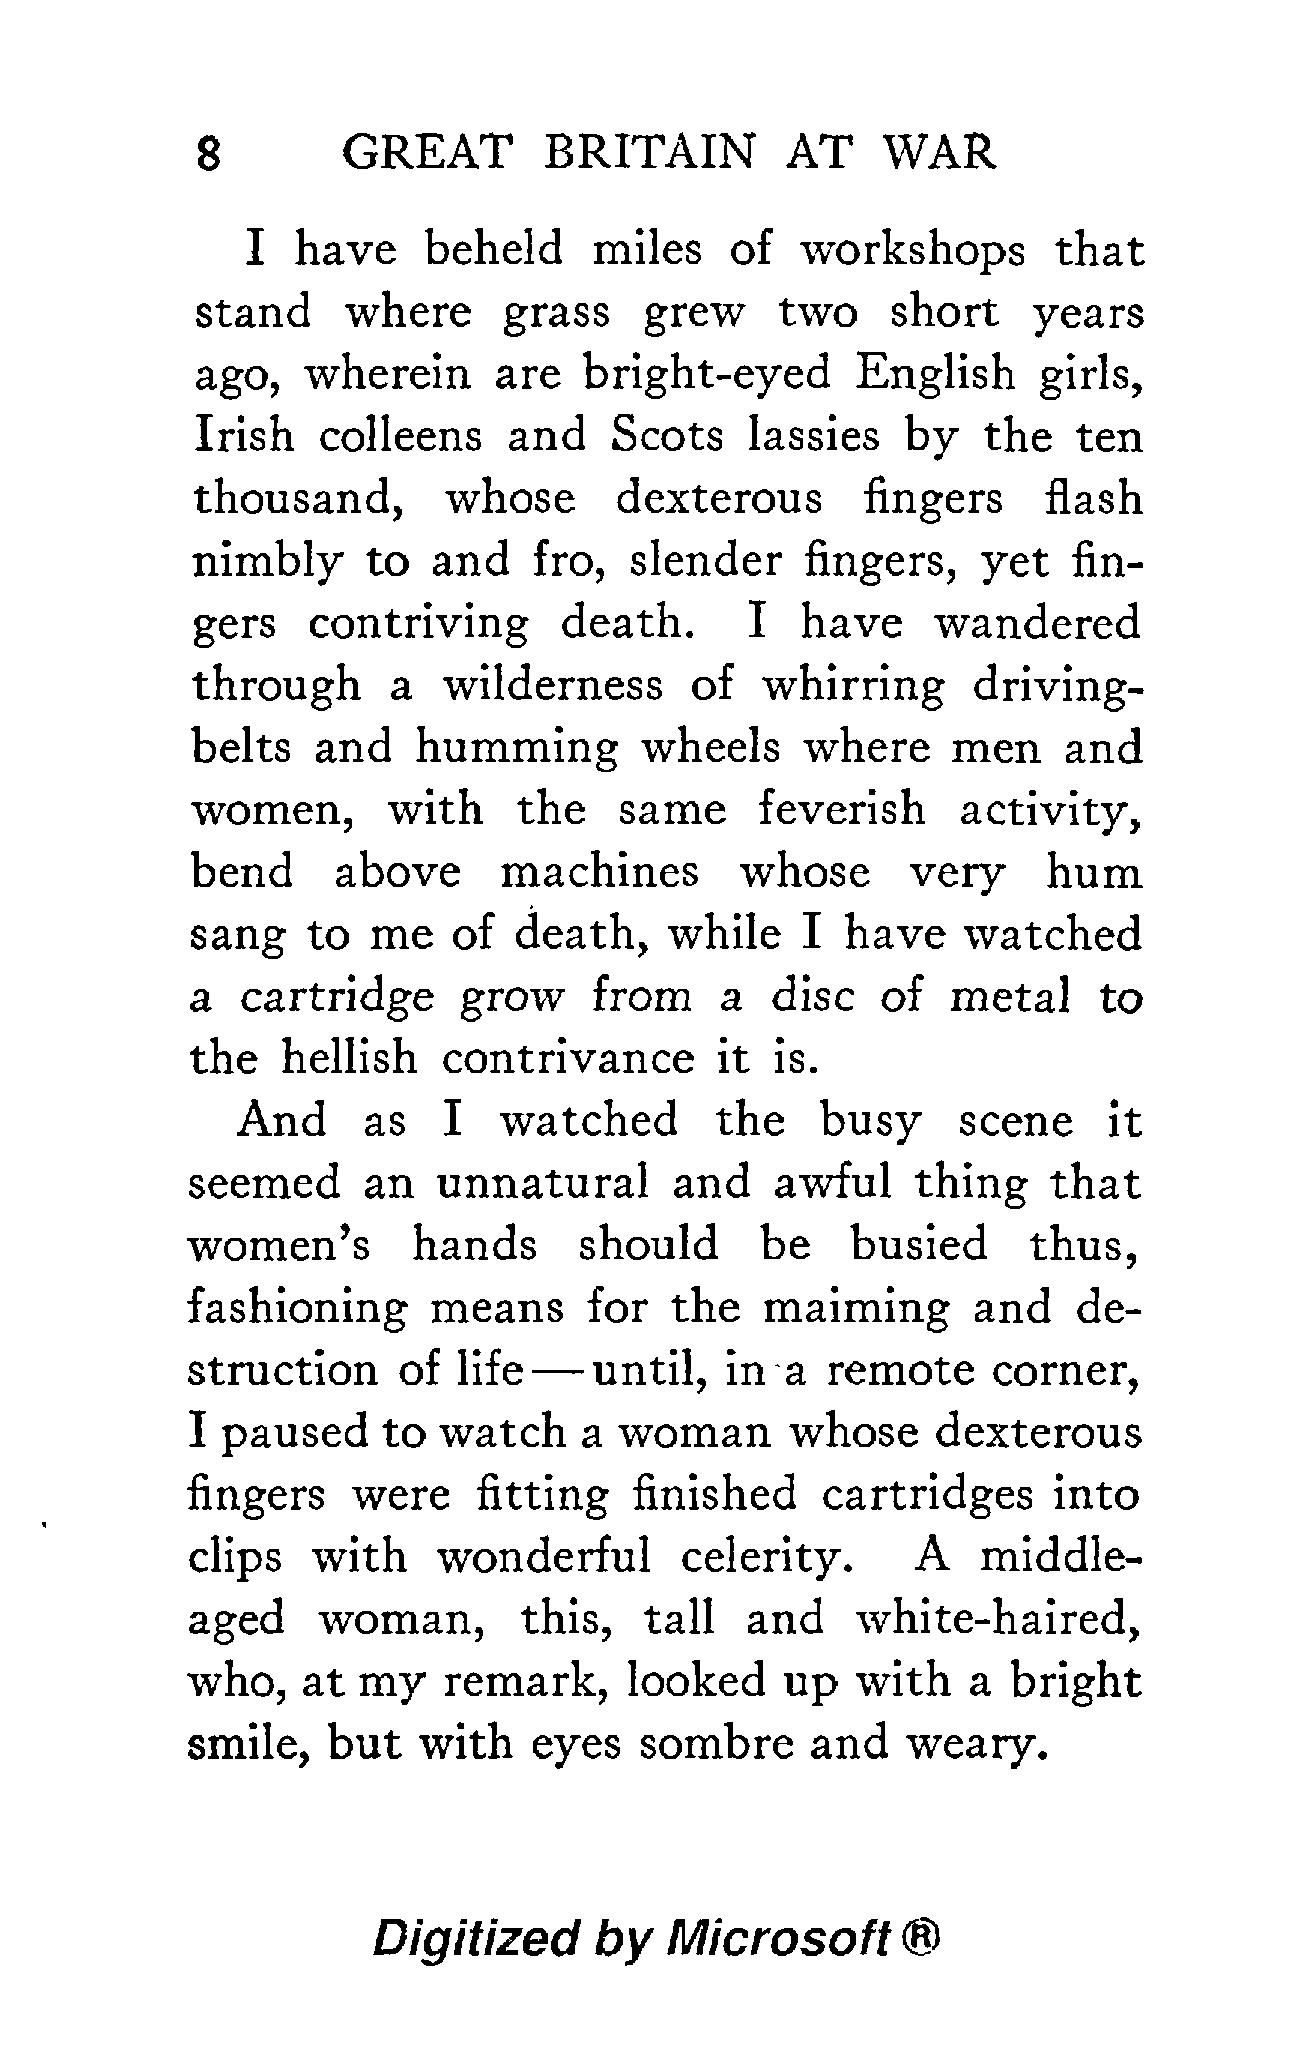 8 GREAT BRITAIN AT WAR
I have beheld miles of workshops that
stand where grass grew two short years
ago, wherein are bright-eyed English girls,
Irish colleens and Scots lassies by the ten
thousand, whose dexterous fingers flash
nimbly to and fro, slender fingers, yet fin-
gers contriving death. I have wandered
through a wilderness of whirring driving-
belts and humming wheels where men and
women, with the same feverish activity,
bend above machines whose very hum
sang to me of death, while I have watched
a cartridge grow from a disc of metal to
the hellish contrivance it is.
And as I watched the busy scene it
seemed an unnatural and awful thing that
women's hands should be busied thus,
fashioning means for the maiming and de-
struction of life—until, in a remote corner,
I paused to watch a woman whose dexterous
fingers were fitting finished cartridges into
clips with wonderful celerity. A middle-
aged woman, this, tall and white-haired,
who, at my remark, looked up with a bright
smile, but with eyes sombre and weary.
Digitized by Microsoft ®